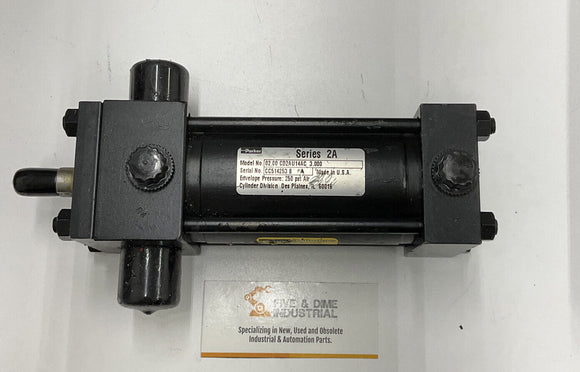 Parker
Series 2A
Model No. 02.00 CD2AU14AC 3.000
Serial No. CC514253 B A Made in U.S.A.
Envelope Pressure: 250 psi Air
Cylinder Division Des Plaines, IL 60016
FIVE & DIME
INDUSTRIAL
Specializing in New, Used and Obsolete
Industrial & Automation Parts.